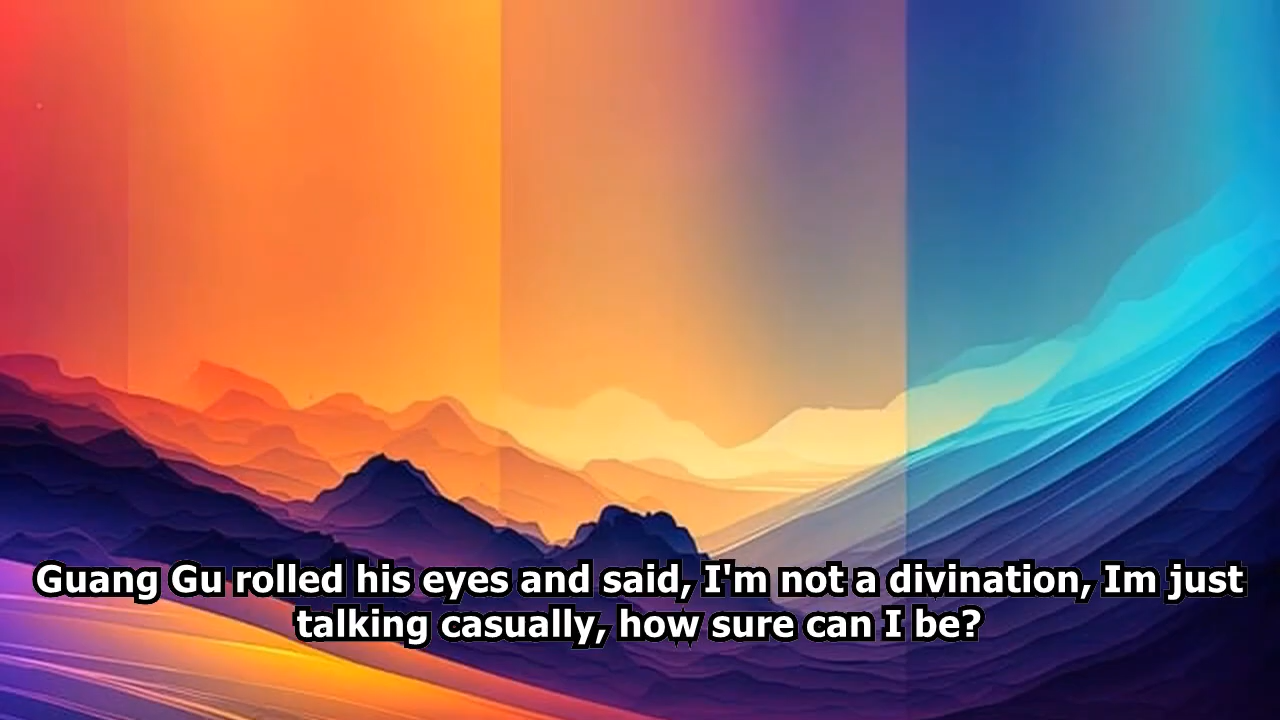 Guang Gu rolled his eyes and said, I'm not a divination, Im just
talking casually, how sure can I be?